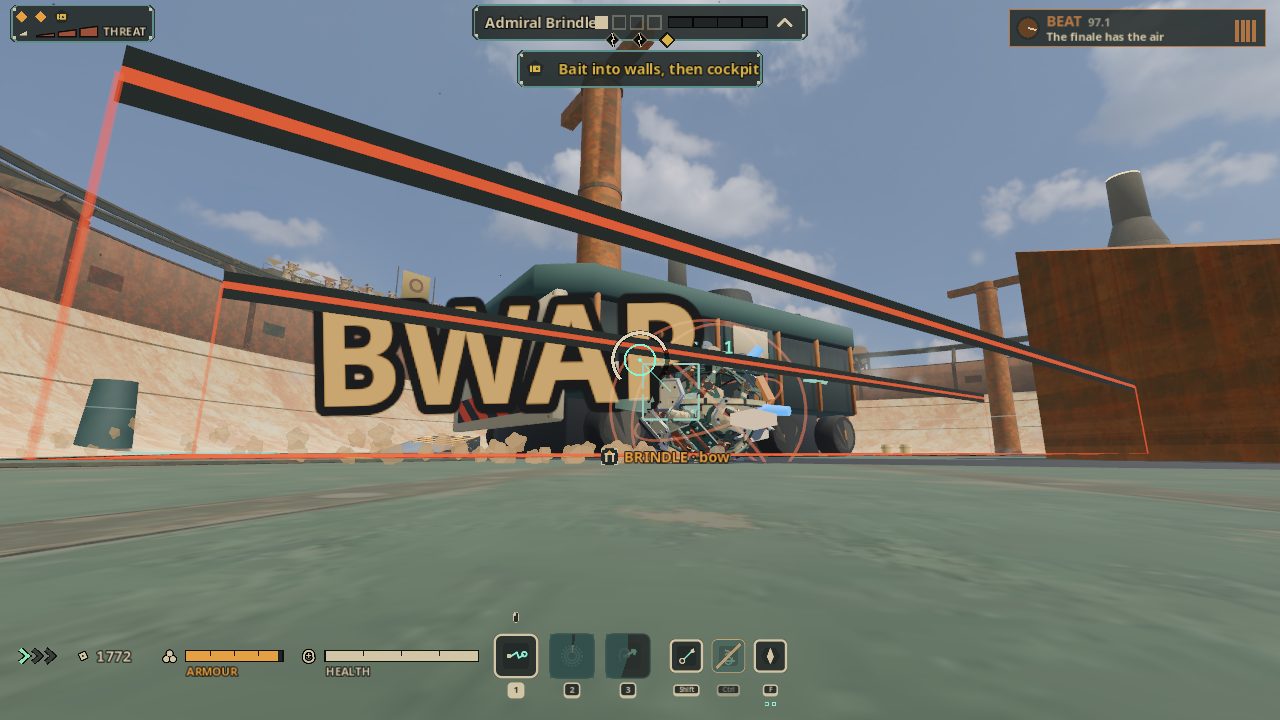 THREAT
Admiral Brindle
Bait into walls, then cockpit
BEAT 97.1
The finale has the air
BWAP
1
BRINDLE · bow
1772
ARMOUR
HEALTH
1
2
3
Shift
Ctrl
F